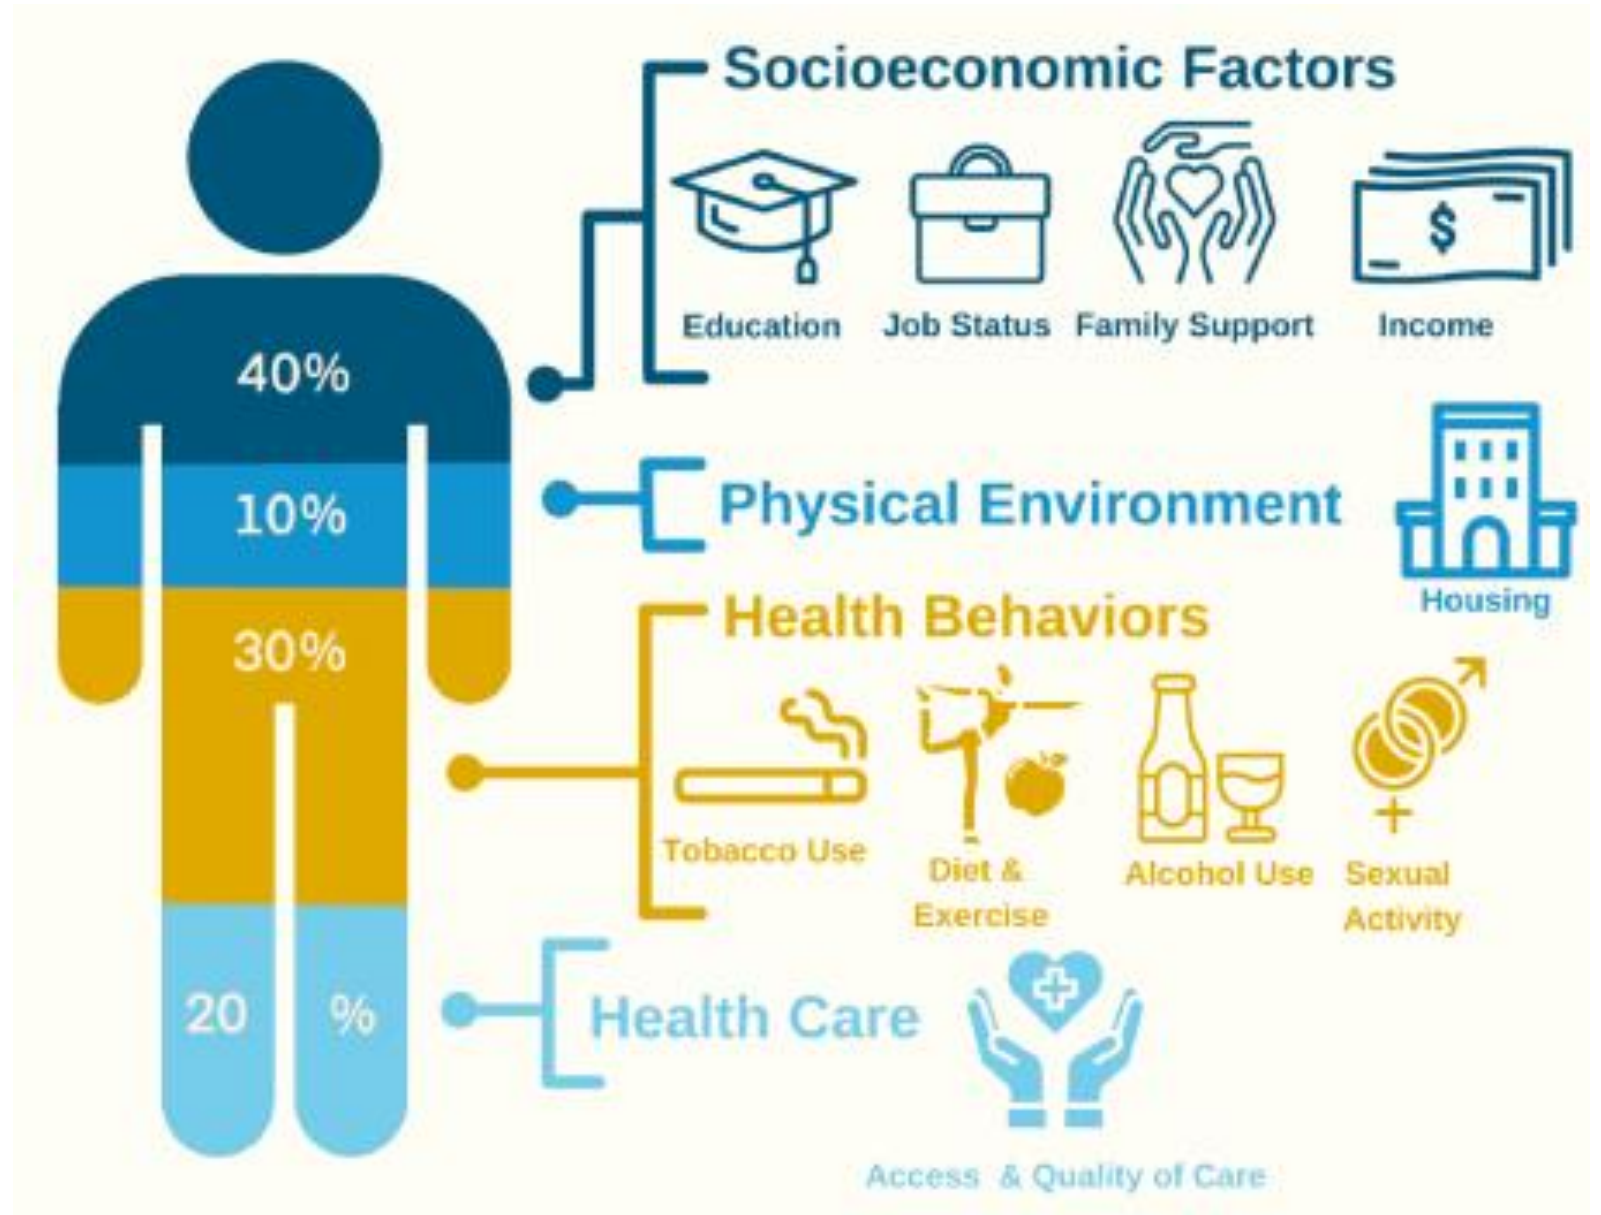 Socioeconomic Factors
$
Education Job Status Family Support Income
40%
10%
Physical Environment
Housing
30%
Health Behaviors
Tobacco Use
Diet &
Exercise
Alcohol Use
Sexual
Activity
20 %
Health Care
Access & Quality of Care